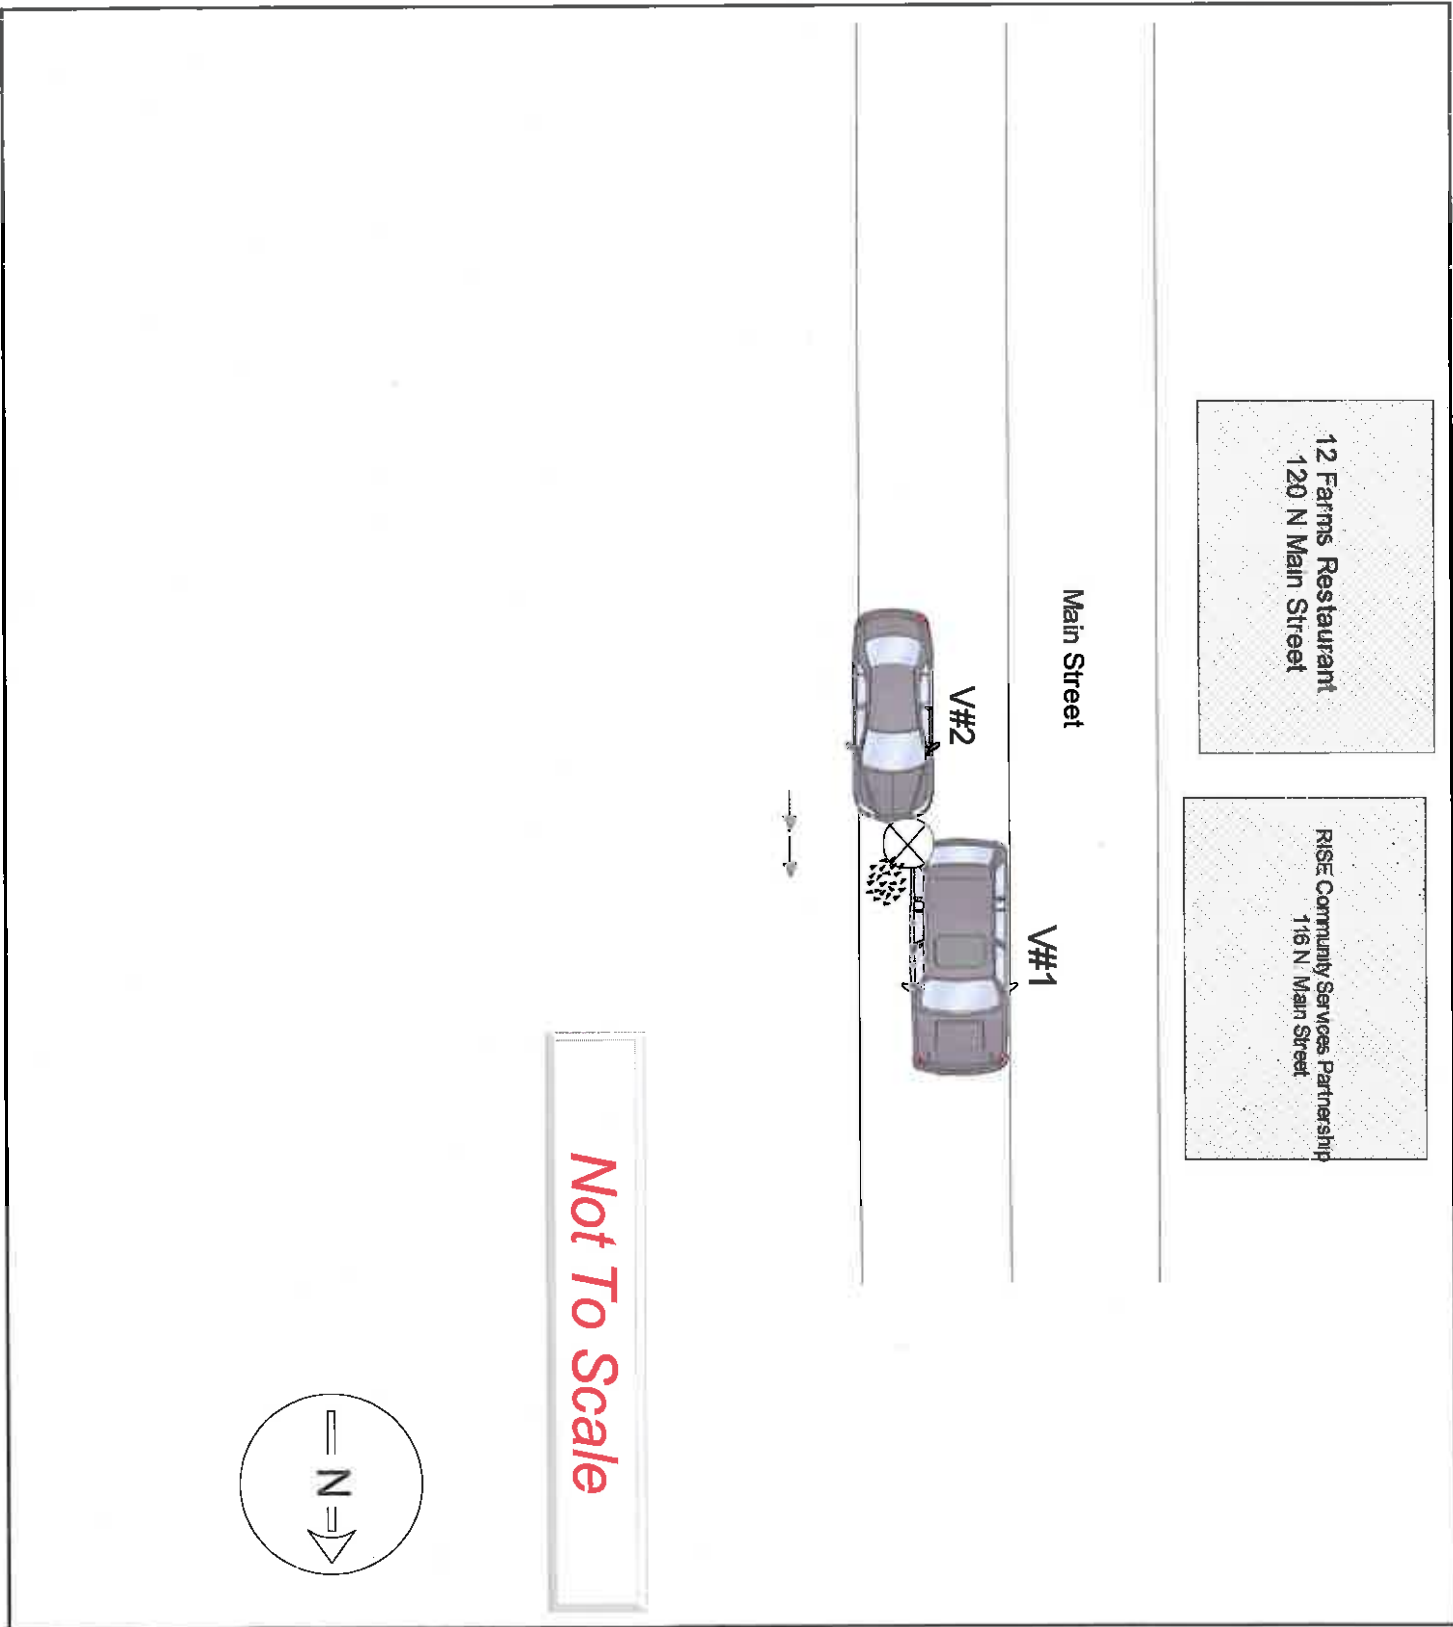 12 Farms Restaurant
120 N Main Street
RISE Community Services Partnership
116 N. Main Street
Main Street
V#2
V#1
Not To Scale
N